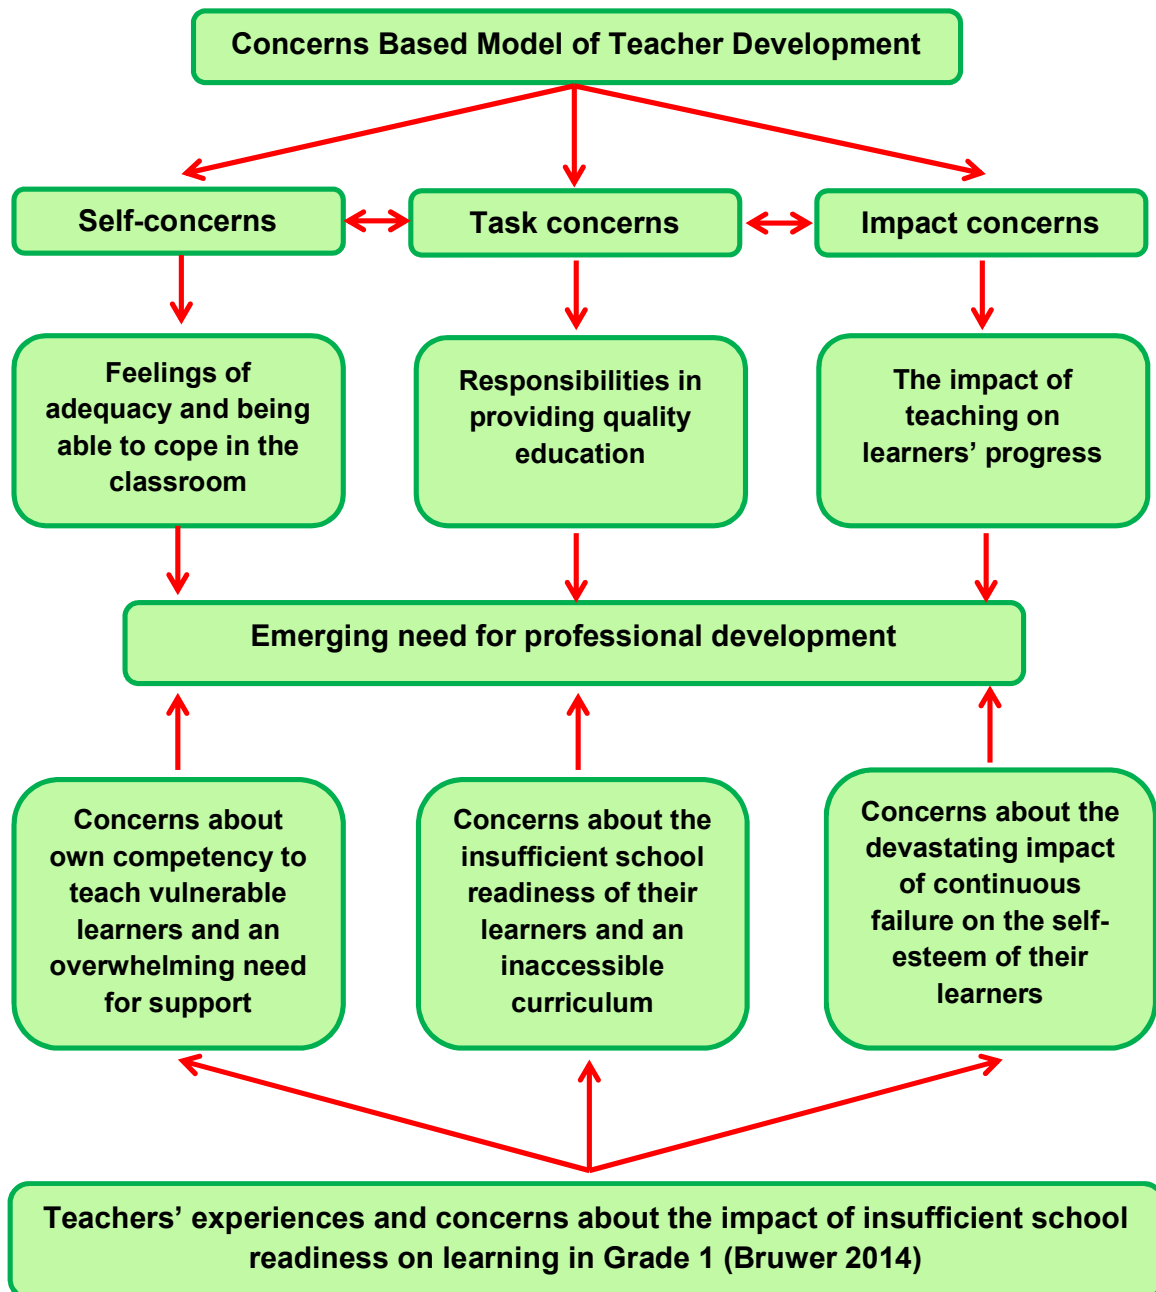 Concerns Based Model of Teacher Development
Self-concerns
Task concerns
Impact concerns
Feelings of
adequacy and being
able to cope in the
classroom
Responsibilities in
providing quality
education
The impact of
teaching on
learners’ progress
Emerging need for professional development
Concerns about
own competency to
teach vulnerable
learners and an
overwhelming need
for support
Concerns about the
insufficient school
readiness of their
learners and an
inaccessible
curriculum
Concerns about the
devastating impact
of continuous
failure on the self-
esteem of their
learners
Teachers’ experiences and concerns about the impact of insufficient school
readiness on learning in Grade 1 (Bruwer 2014)